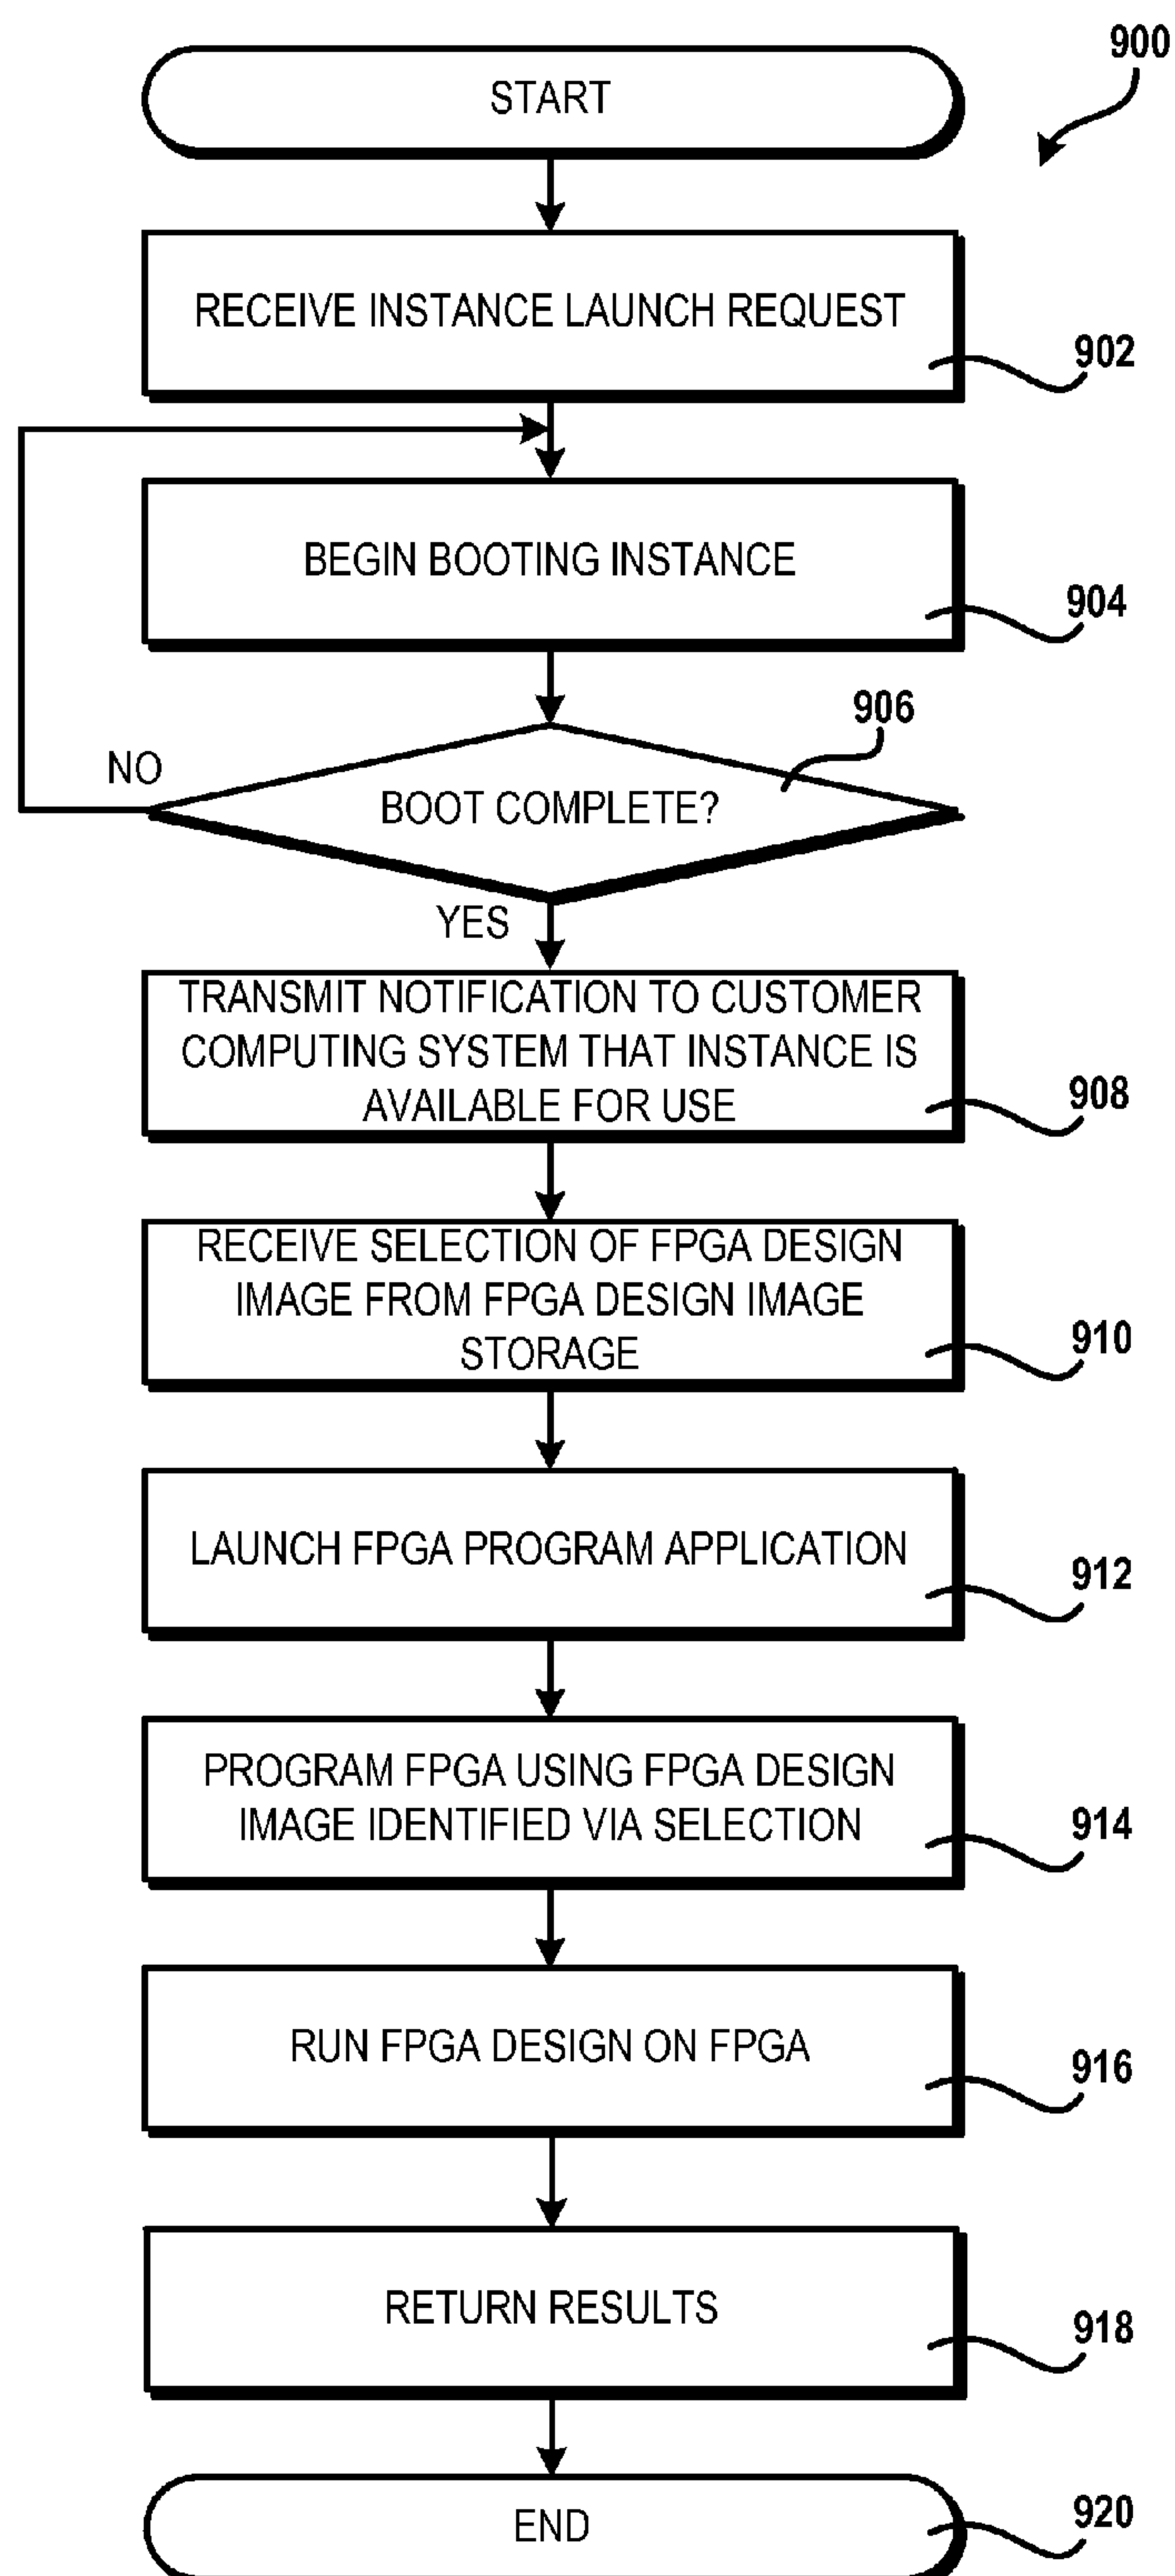 900
START
RECEIVE INSTANCE LAUNCH REQUEST
902
BEGIN BOOTING INSTANCE
904
906
NO
BOOT COMPLETE?
YES
TRANSMIT NOTIFICATION TO CUSTOMER
COMPUTING SYSTEM THAT INSTANCE IS
AVAILABLE FOR USE
908
RECEIVE SELECTION OF FPGA DESIGN
IMAGE FROM FPGA DESIGN IMAGE
STORAGE
910
LAUNCH FPGA PROGRAM APPLICATION
912
PROGRAM FPGA USING FPGA DESIGN
IMAGE IDENTIFIED VIA SELECTION
914
RUN FPGA DESIGN ON FPGA
916
RETURN RESULTS
918
END
920